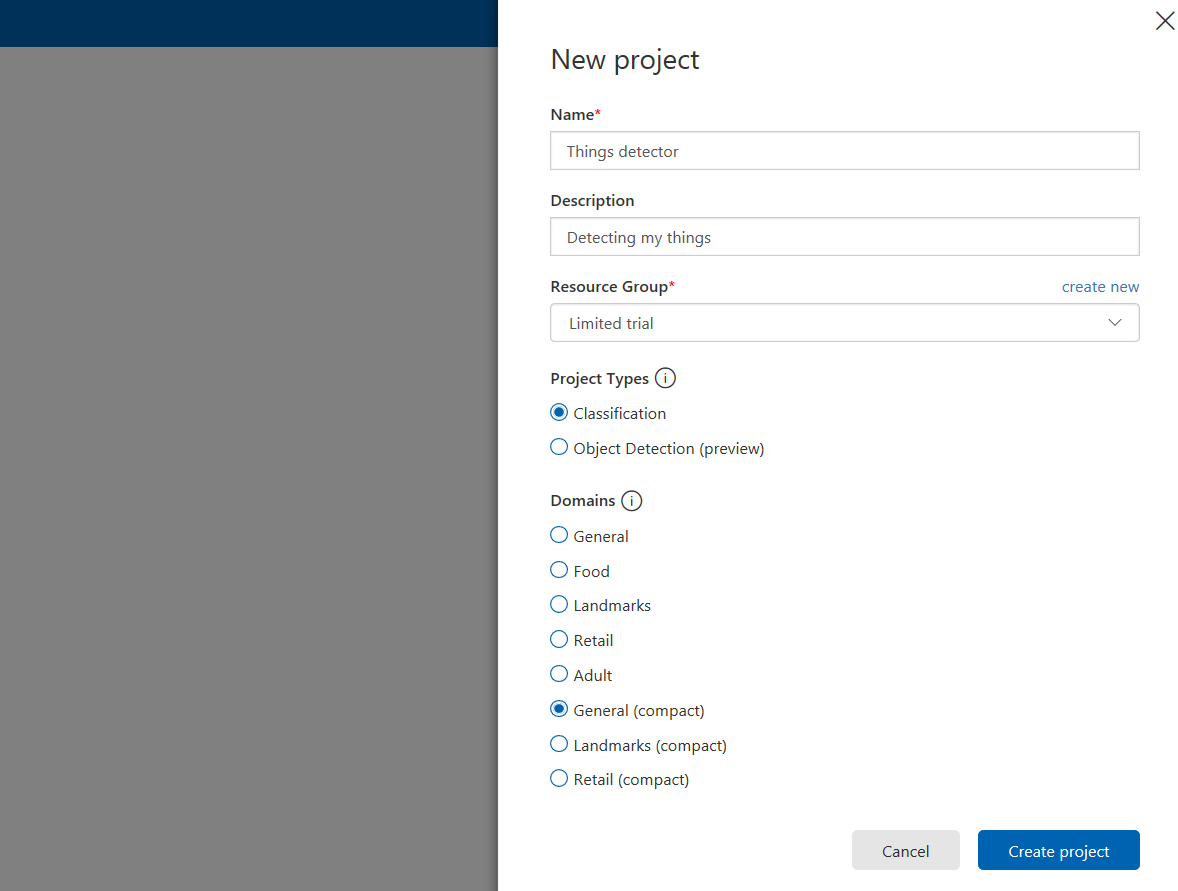 New project
Name*
Things detector
Description
Detecting my things
Resource Group* create new
Limited trial
Project Types i
Classification
Object Detection (preview)
Domains i
General
Food
Landmarks
Retail
Adult
General (compact)
Landmarks (compact)
Retail (compact)
Cancel Create project